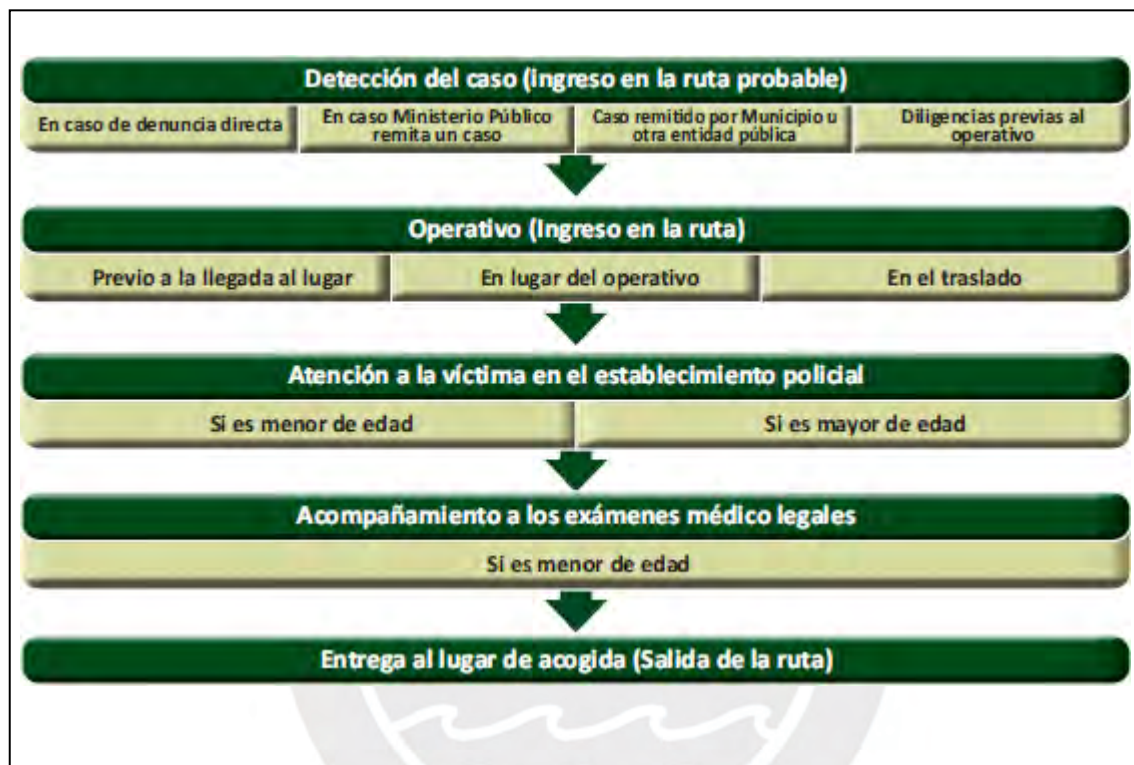 Detección del caso (ingreso en la ruta probable)
En caso de denuncia directa
En caso Ministerio Público
remita un caso
Caso remitido por Municipio u
otra entidad pública
Diligencias previas al
operativo
Operativo (Ingreso en la ruta)
Previo a la llegada al lugar
En lugar del operativo
En el traslado
Atención a la víctima en el establecimiento policial
Si es menor de edad
Si es mayor de edad
Acompañamiento a los exámenes médico legales
Si es menor de edad
Entrega al lugar de acogida (Salida de la ruta)